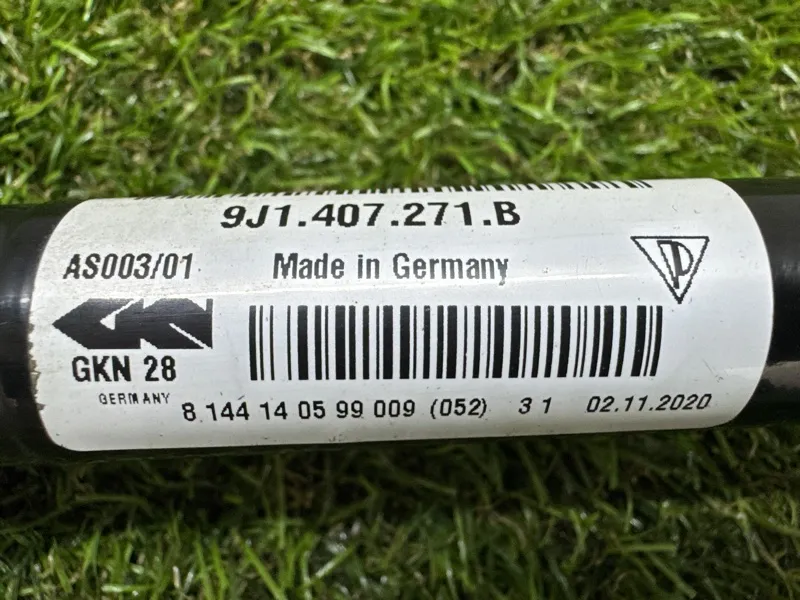 9J1.407.271.B
AS003/01 Made in Germany
GKN 28
GERMANY
8 144 14 05 99 009 (052) 3 1 02.11.2020